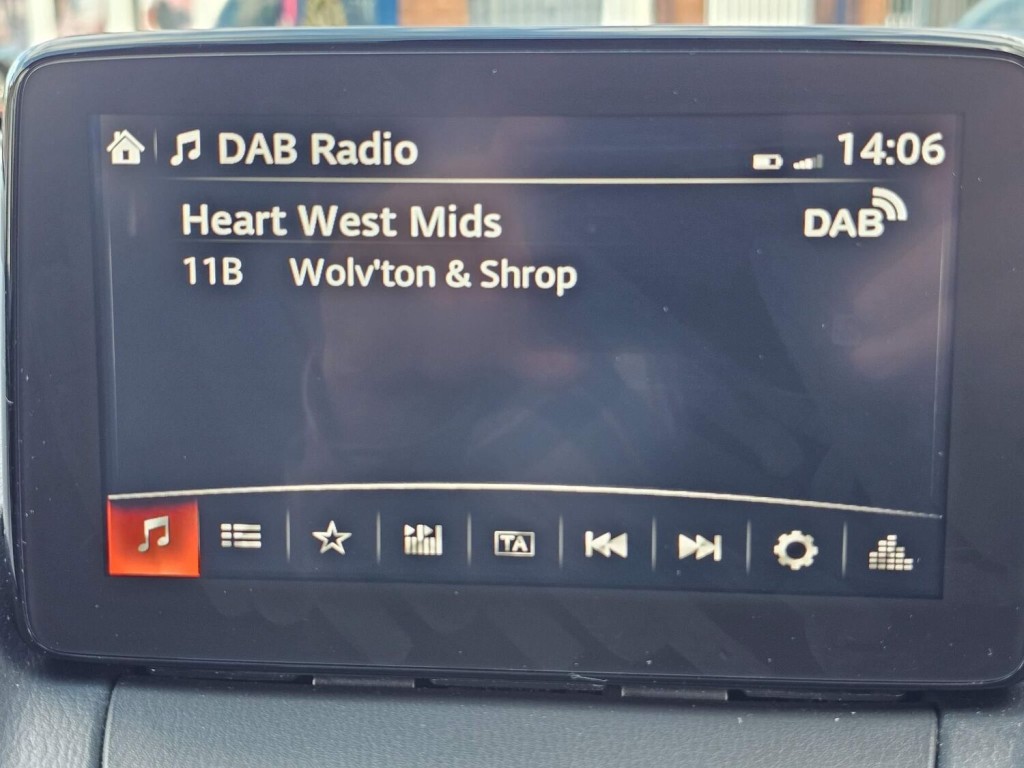 DAB Radio 14:06
Heart West Mids DAB
11B Wolv'ton & Shrop
TA